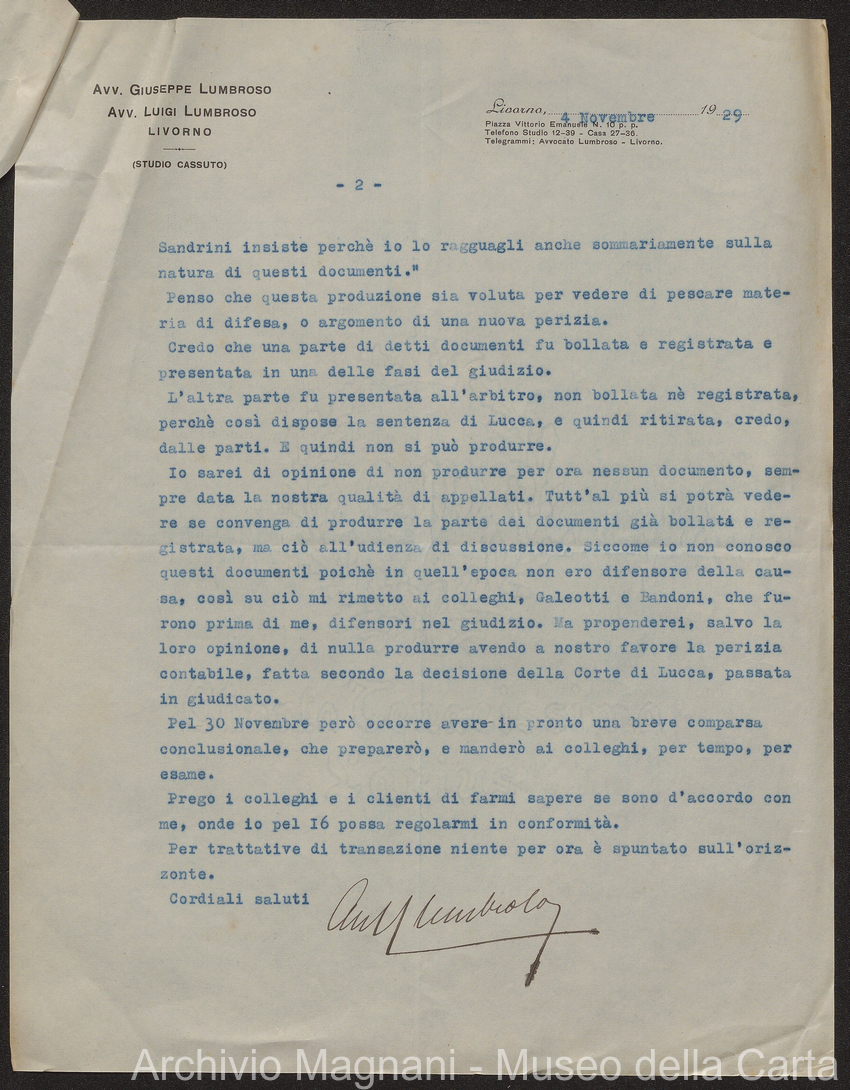 AVV. GIUSEPPE LUMBROSO
AVV. LUIGI LUMBROSO
LIVORNO
(STUDIO CASSUTO)
Livorno, 4 Novembre 1929
Piazza Vittorio Emanuele N. 10 p. p.
Telefono Studio 12-39 - Casa 27-36.
Telegrammi: Avvocato Lumbroso - Livorno.
- 2 -
Sandrini insiste perchè io lo ragguagli anche sommariamente sulla
natura di questi documenti."
Penso che questa produzione sia voluta per vedere di pescare mate-
ria di difesa, o argomento di una nuova perizia.
Credo che una parte di detti documenti fu bollata e registrata e
presentata in una delle fasi del giudizio.
L'altra parte fu presentata all'arbitro, non bollata nè registrata,
perchè così dispose la sentenza di Lucca, e quindi ritirata, credo,
dalle parti. E quindi non si può produrre.
Io sarei di opinione di non produrre per ora nessun documento, sem-
pre data la nostra qualità di appellati. Tutt'al più si potrà vede-
re se convenga di produrre la parte dei documenti già bollati e re-
gistrata, ma ciò all'udienza di discussione. Siccome io non conosco
questi documenti poichè in quell'epoca non ero difensore della cau-
sa, così su ciò mi rimetto ai colleghi, Galeotti e Bandoni, che fu-
rono prima di me, difensori nel giudizio. Ma propenderei, salvo la
loro opinione, di nulla produrre avendo a nostro favore la perizia
contabile, fatta secondo la decisione della Corte di Lucca, passata
in giudicato.
Pel 30 Novembre però occorre avere in pronto una breve comparsa
conclusionale, che preparerò, e manderò ai colleghi, per tempo, per
esame.
Prego i colleghi e i clienti di farmi sapere se sono d'accordo con
me, onde io pel 16 possa regolarmi in conformità.
Per trattative di transazione niente per ora è spuntato sull'oriz-
zonte.
Cordiali saluti
Lumbroso
Archivio Magnani - Museo della Carta